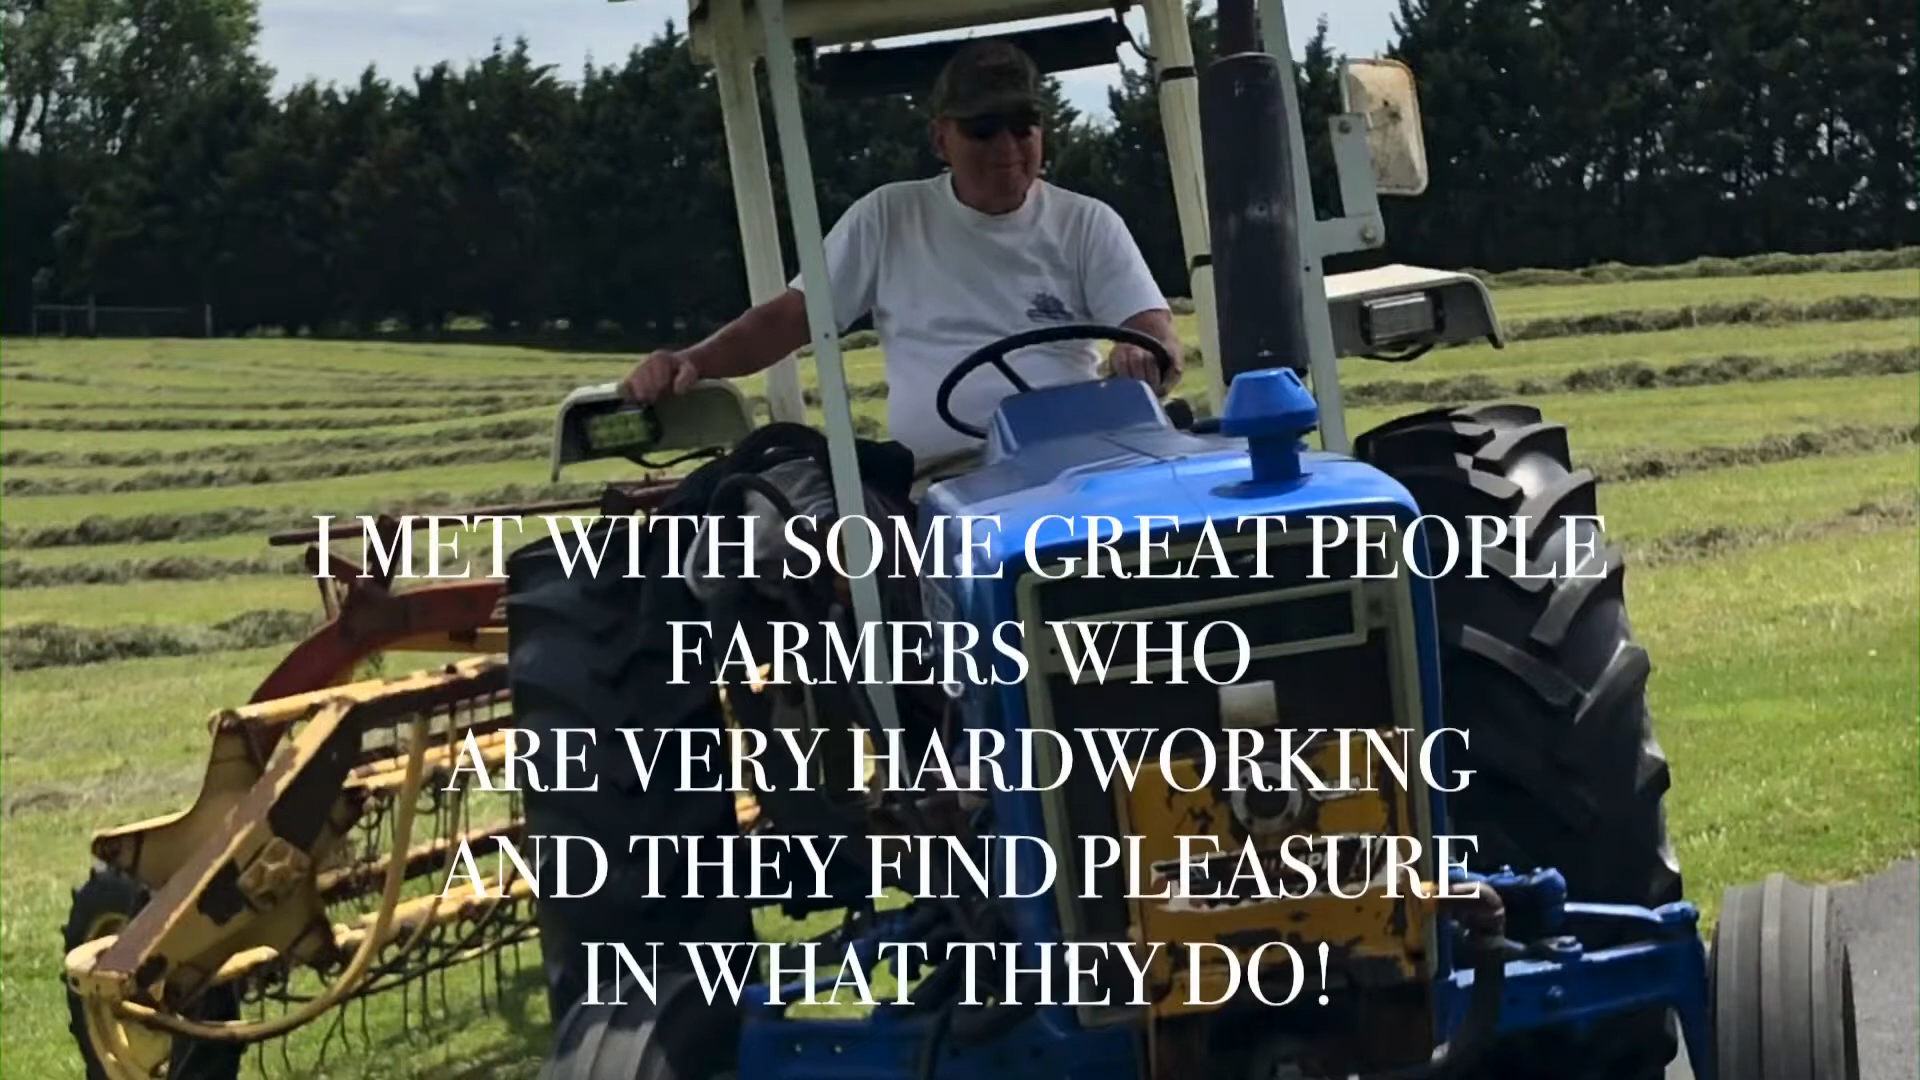 I MET WITH SOME GREAT PEOPLE
FARMERS WHO
ARE VERY HARDWORKING
AND THEY FIND PLEASURE
IN WHAT THEY DO!